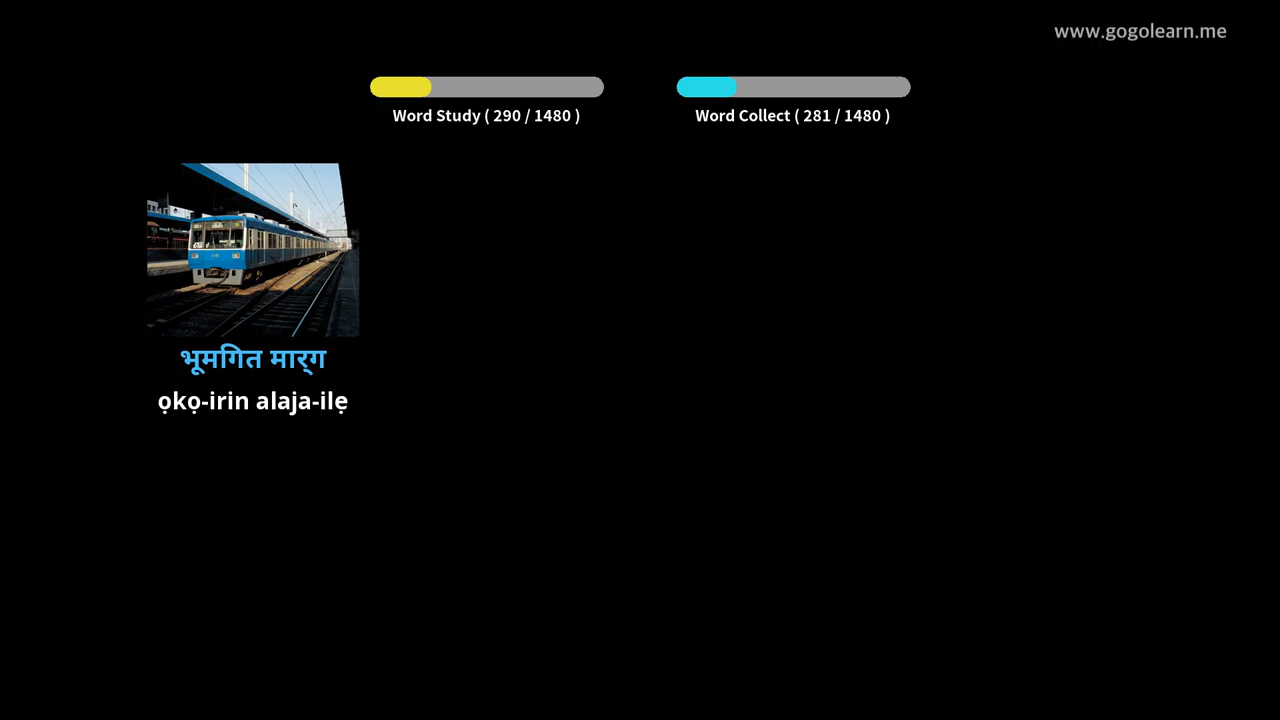 www.gogolearn.me
Word Study ( 290 / 1480 )
Word Collect ( 281 / 1480 )
भूमगित मार्‌ग
ọkọ-irin alaja-ilẹ